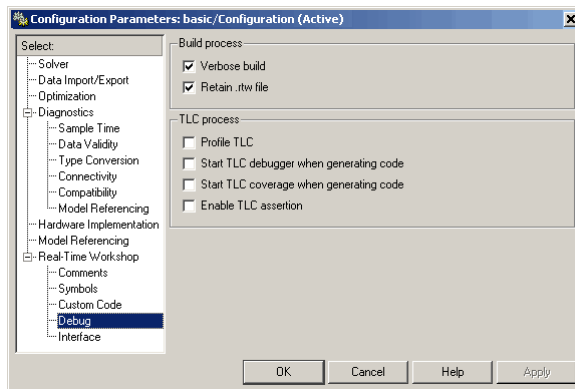 Configuration Parameters: basic/Configuration (Active)
Select:
Solver
Data Import/Export
Optimization
Diagnostics
Sample Time
Data Validity
Type Conversion
Connectivity
Compatibility
Model Referencing
Hardware Implementation
Model Referencing
Real-Time Workshop
Comments
Symbols
Custom Code
Debug
Interface
Build process
Verbose build
Retain .rtw file
TLC process
Profile TLC
Start TLC debugger when generating code
Start TLC coverage when generating code
Enable TLC assertion
OK
Cancel
Help
Apply